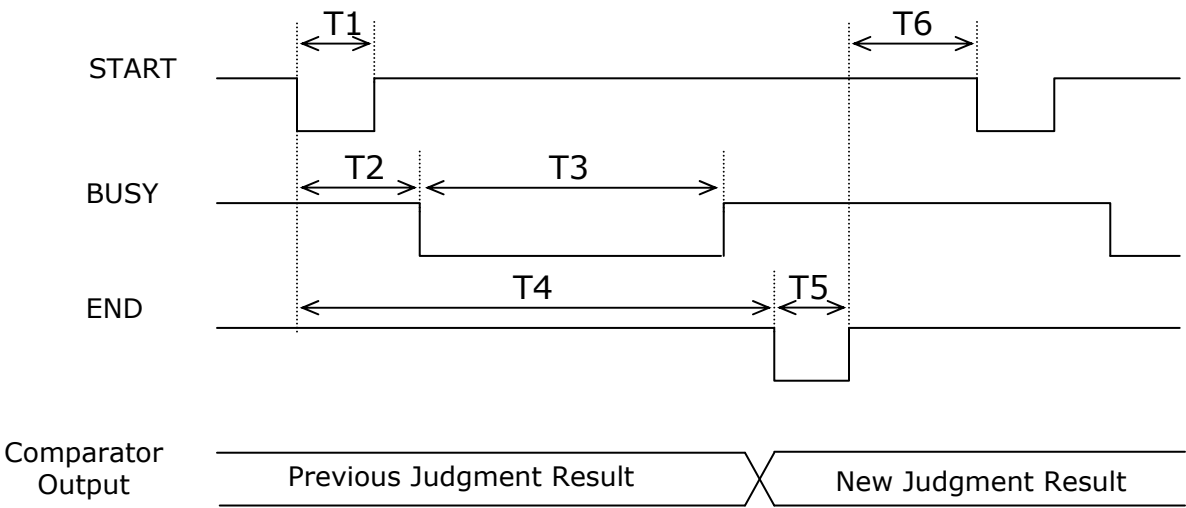 T1
T6
START
T2
T3
BUSY
T4
T5
END
Comparator
Output
Previous Judgment Result
New Judgment Result